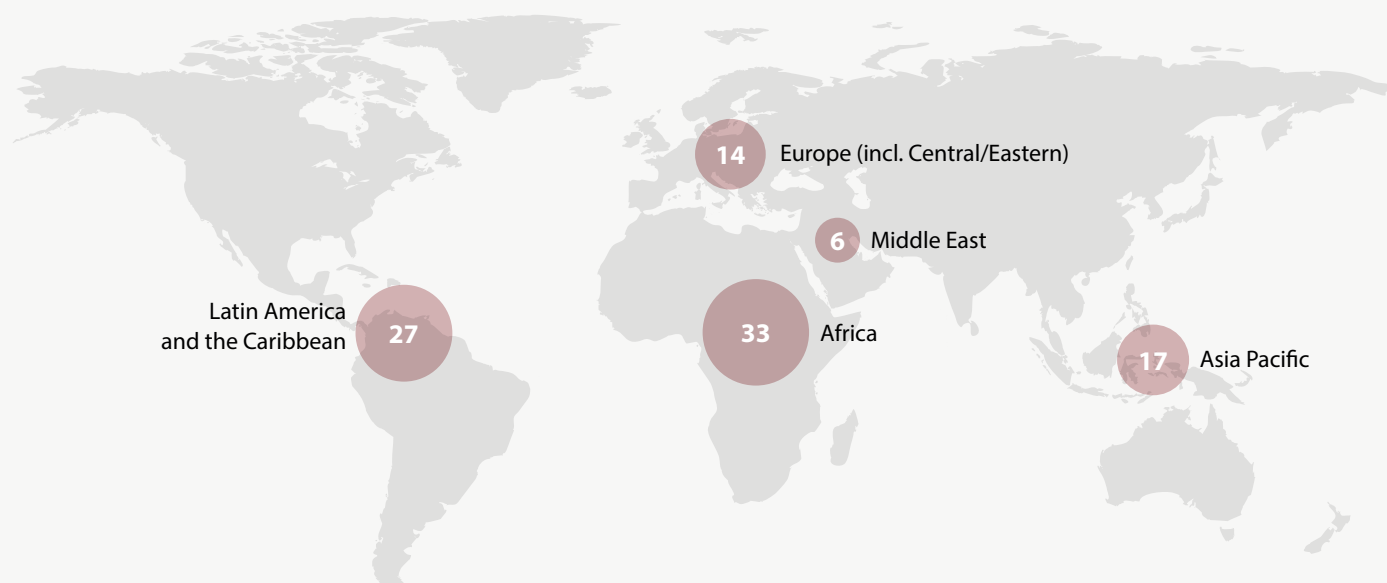 14
Europe (incl. Central/Eastern)
6
Middle East
Latin America
and the Caribbean
27
33
Africa
17
Asia Pacific